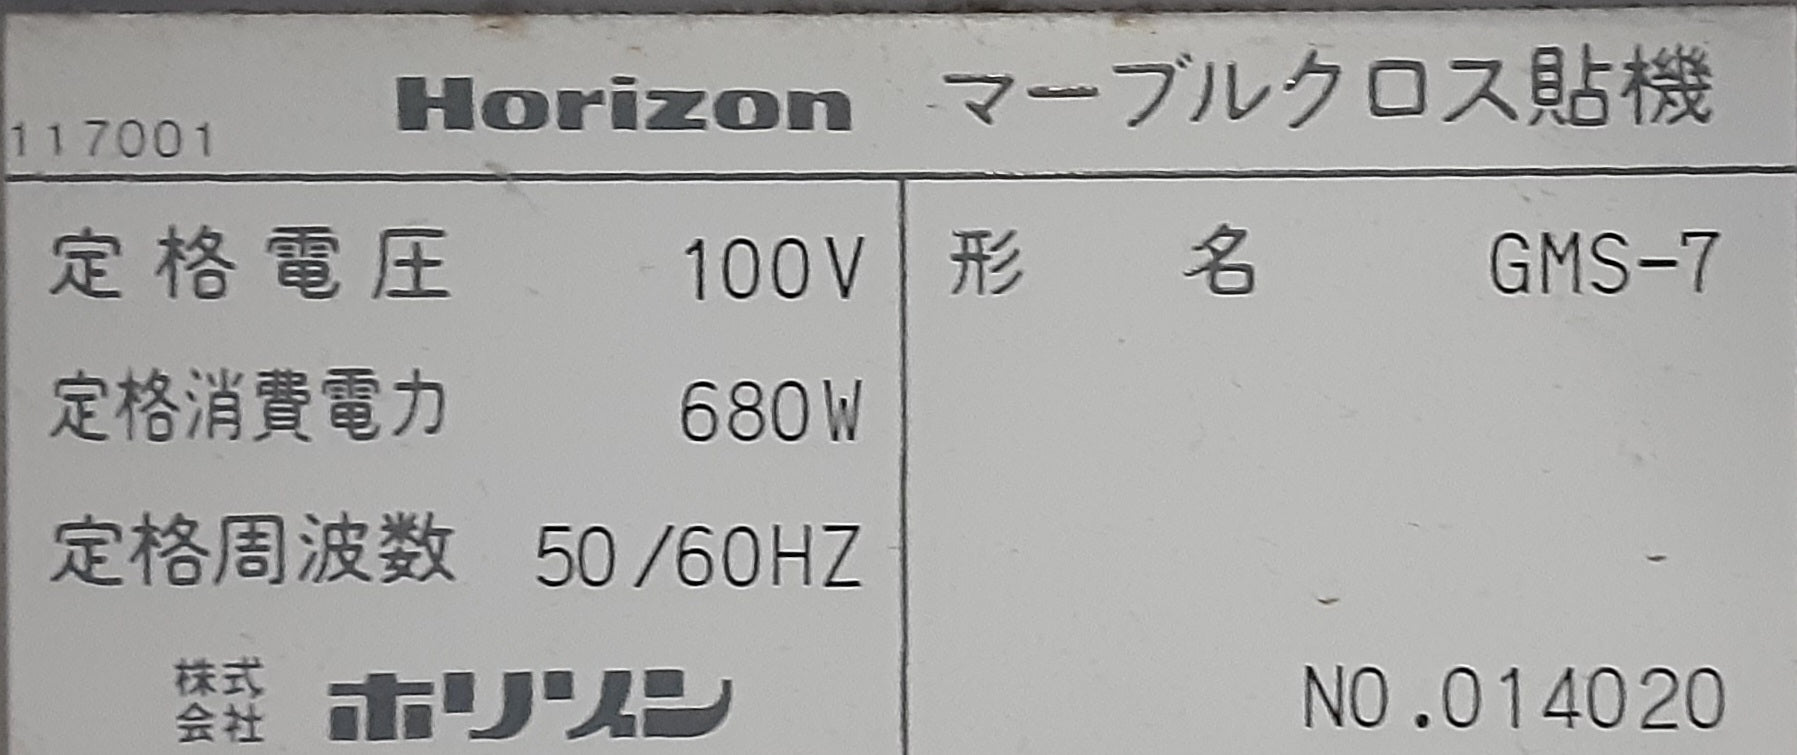 117001 Horizon マーブルクロス貼機
定格電圧 100V
形名 GMS-7
定格消費電力 680W
定格周波数 50/60HZ
株式会社 ホリゾン
NO.014020